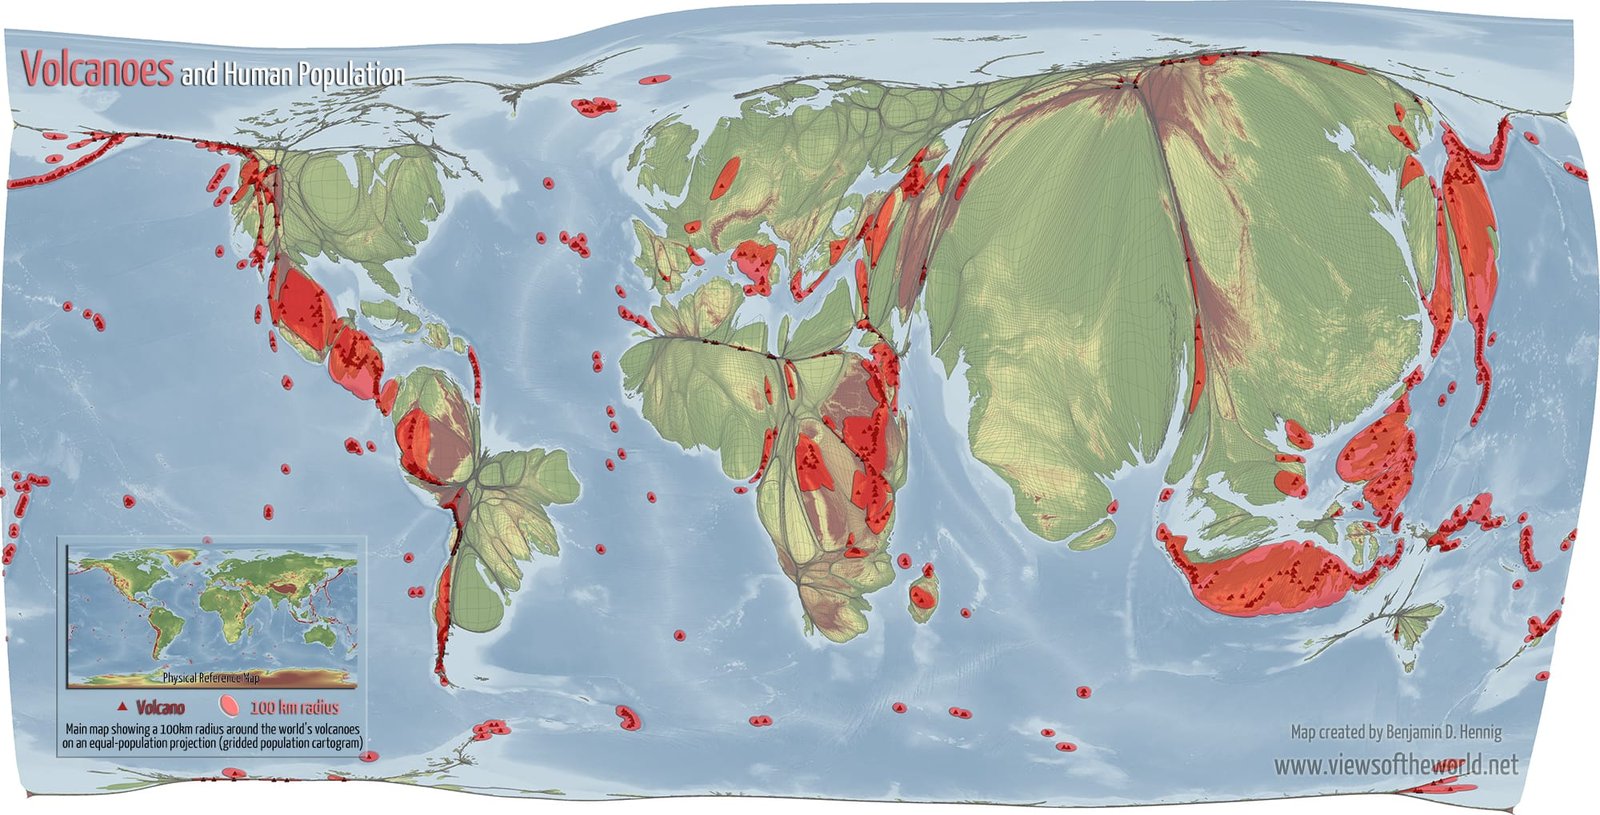 Volcanoes and Human Population
Physical Reference Map
Volcano
100 km radius
Main map showing a 100km radius around the world's volcanoes
on an equal-population projection (gridded population cartogram)
Map created by Benjamin D. Hennig
www.viewsoftheworld.net